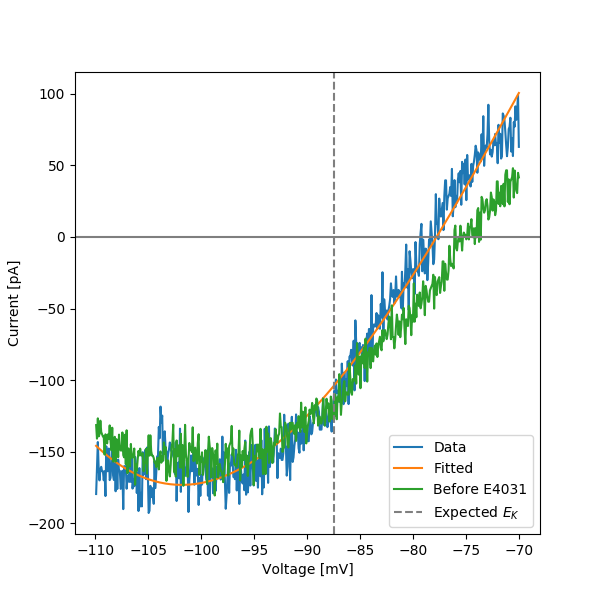 100
50
0
−50
−100
−150
−200
Current [pA]
Data
Fitted
Before E4031
Expected E_K
−110 −105 −100 −95 −90 −85 −80 −75 −70
Voltage [mV]